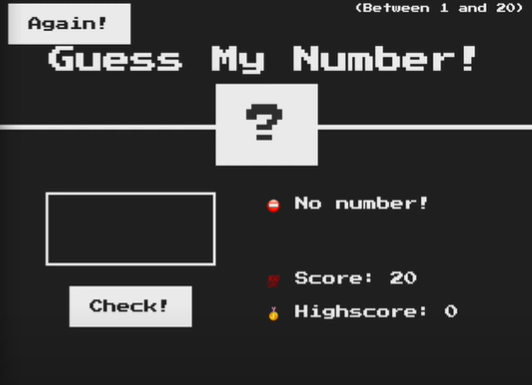 Again!
(Between 1 and 20)
Guess My Number!
?
⛔ No number!
💯 Score: 20
🥇 Highscore: 0
Check!